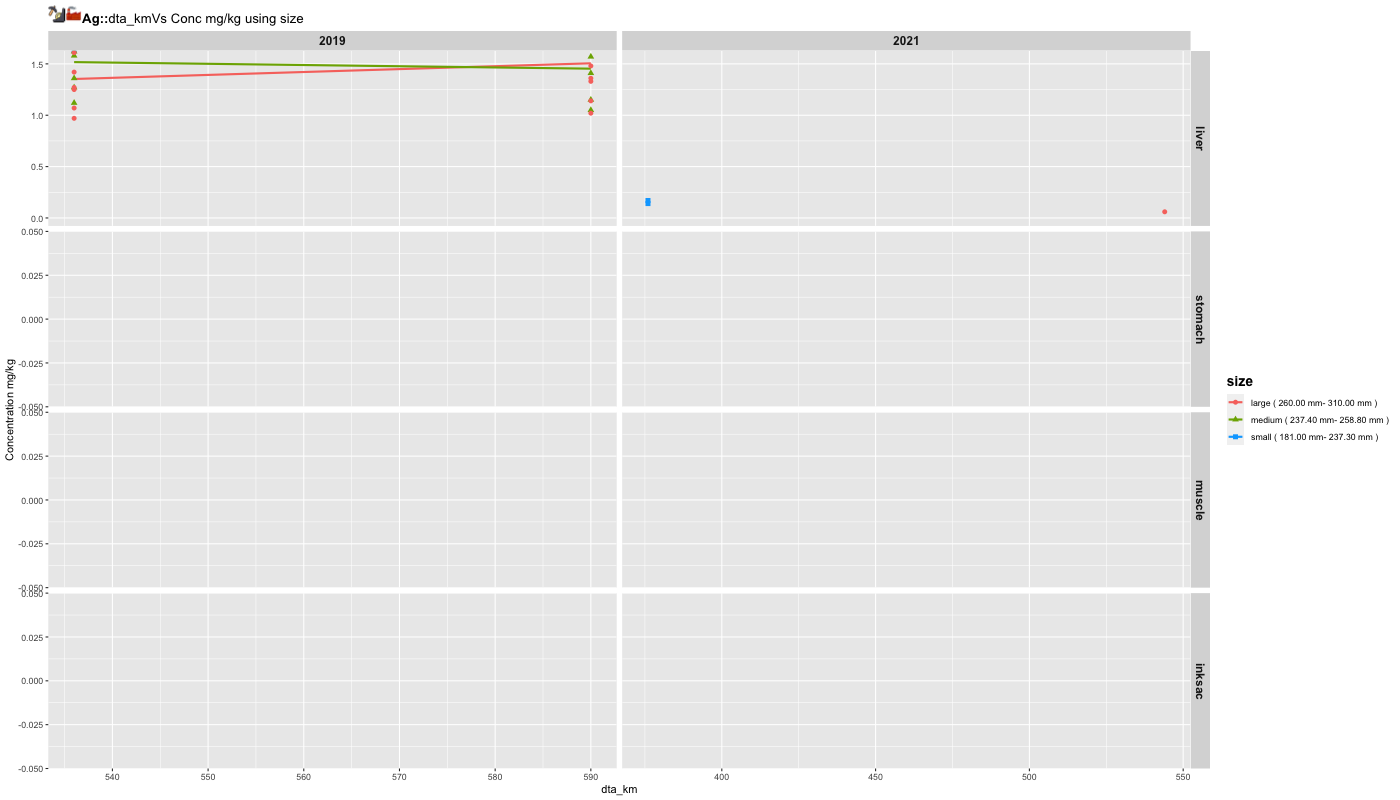 Ag::dta_kmVs Conc mg/kg using size
2019
2021
1.5
1.0
0.5
0.0
liver
0.050
0.025
0.000
-0.025
-0.050
stomach
0.050
0.025
0.000
-0.025
-0.050
muscle
0.050
0.025
0.000
-0.025
-0.050
inksac
540 550 560 570 580 590
400 450 500 550
dta_km
Concentration mg/kg
size
large ( 260.00 mm- 310.00 mm )
medium ( 237.40 mm- 258.80 mm )
small ( 181.00 mm- 237.30 mm )